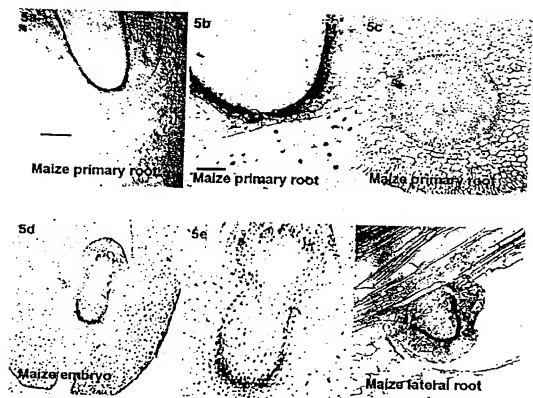 5a
Maize primary root
5b
Maize primary root
5c
Maize primary root
5d
Maize embryo
5e
Maize lateral root